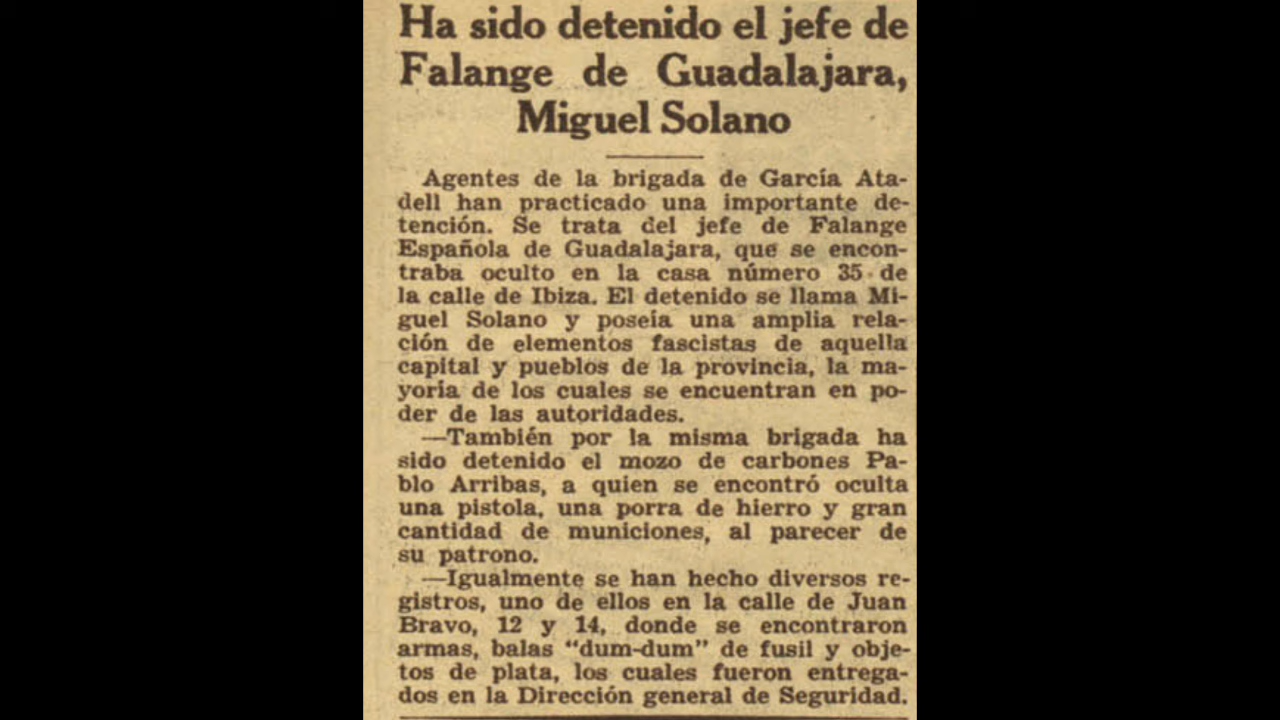 Ha sido detenido el jefe de
Falange de Guadalajara,
Miguel Solano
Agentes de la brigada de García Ata-
dell han practicado una importante de-
tención. Se trata del jefe de Falange
Española de Guadalajara, que se encon-
traba oculto en la casa número 35 de
la calle de Ibiza. El detenido se llama Mi-
guel Solano y poseía una amplia rela-
ción de elementos fascistas de aquella
capital y pueblos de la provincia, la ma-
yoría de los cuales se encuentran en po-
der de las autoridades.
—También por la misma brigada ha
sido detenido el mozo de carbones Pa-
blo Arribas, a quien se encontró oculta
una pistola, una porra de hierro y gran
cantidad de municiones, al parecer de
su patrono.
—Igualmente se han hecho diversos re-
gistros, uno de ellos en la calle de Juan
Bravo, 12 y 14, donde se encontraron
armas, balas "dum-dum" de fusil y obje-
tos de plata, los cuales fueron entrega-
dos en la Dirección general de Seguridad.